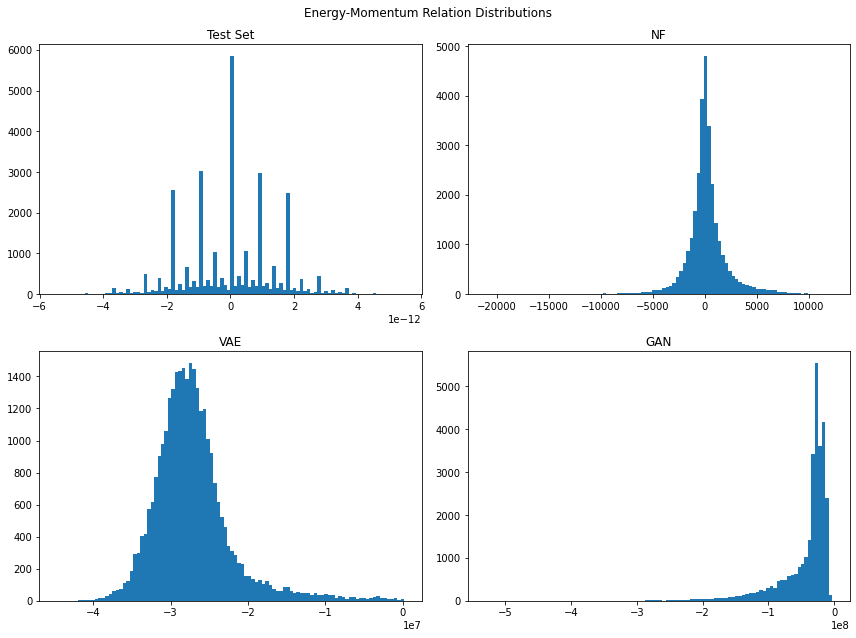 Energy-Momentum Relation Distributions
Test Set
6000
5000
4000
3000
2000
1000
0
−6 −4 −2 0 2 4 6
1e−12
NF
5000
4000
3000
2000
1000
0
−20000 −15000 −10000 −5000 0 5000 10000
VAE
1400
1200
1000
800
600
400
200
0
−4 −3 −2 −1 0
1e7
GAN
5000
4000
3000
2000
1000
0
−5 −4 −3 −2 −1 0
1e8